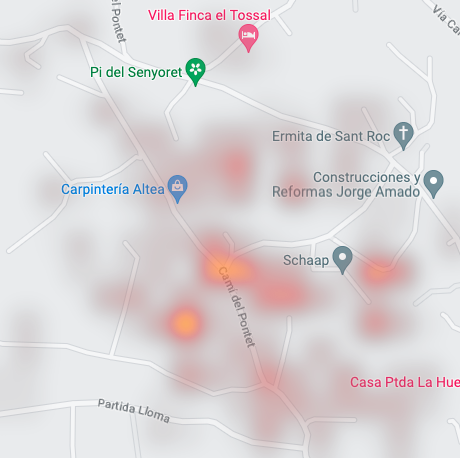 del Pontet
Villa Finca el Tossal
Via Ca
Pi del Senyoret
Ermita de Sant Roc
Carpintería Altea
Construcciones y
Reformas Jorge Amado
Schaap
Camí del Pontet
Casa Ptda La Hue
Partida Lloma